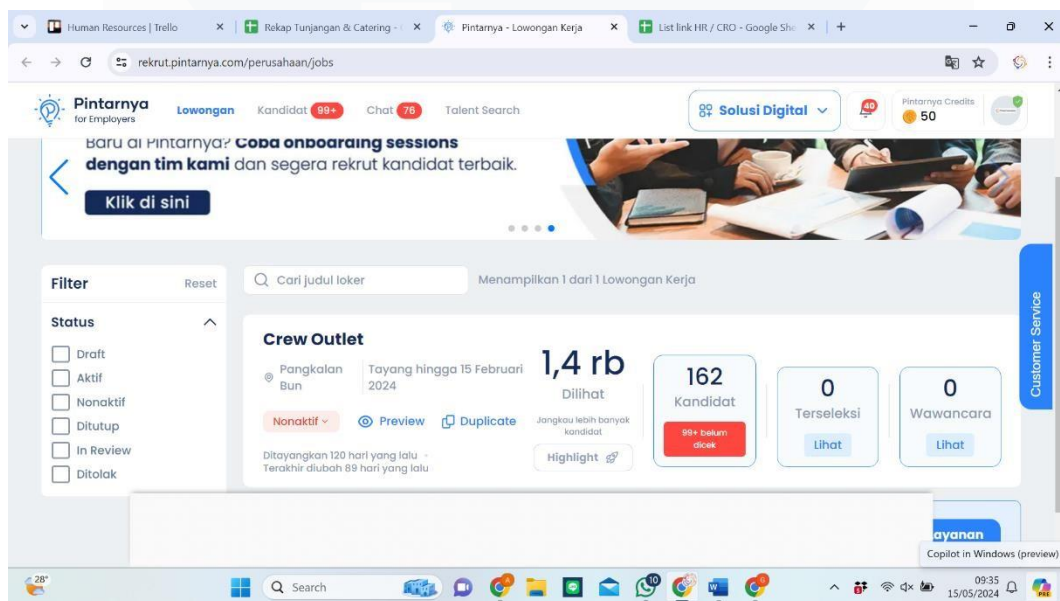 Human Resources | Trello
Rekap Tunjangan & Catering -
Pintarnya - Lowongan Kerja
List link HR / CRO - Google She
rekrut.pintarnya.com/perusahaan/jobs
Pintarnya
for Employers
Lowongan
Kandidat 99+
Chat 76
Talent Search
Solusi Digital
40
Pintarnya Credits
50
Baru di Pintarnya? Coba onboarding sessions
dengan tim kami dan segera rekrut kandidat terbaik.
Klik di sini
Filter
Reset
Status
Draft
Aktif
Nonaktif
Ditutup
In Review
Ditolak
Cari judul loker
Menampilkan 1 dari 1 Lowongan Kerja
Crew Outlet
Pangkalan
Bun
Tayang hingga 15 Februari
2024
Nonaktif
Preview
Duplicate
Ditayangkan 120 hari yang lalu ·
Terakhir diubah 89 hari yang lalu
1,4 rb
Dilihat
Jangkau lebih banyak
kandidat
Highlight
162
Kandidat
99+ belum
dicek
0
Terseleksi
Lihat
0
Wawancara
Lihat
Customer Service
ayanan
Copilot in Windows (preview)
28°
Search
09:35
15/05/2024
PRE